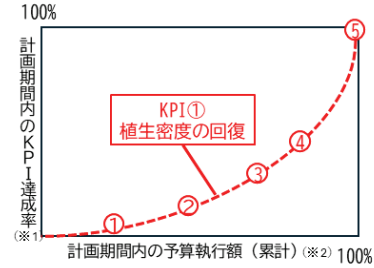 100%
計画期間内のKPI達成率
(※1)
KPI①
植生密度の回復
①
②
③
④
⑤
計画期間内の予算執行額（累計）(※2) 100%